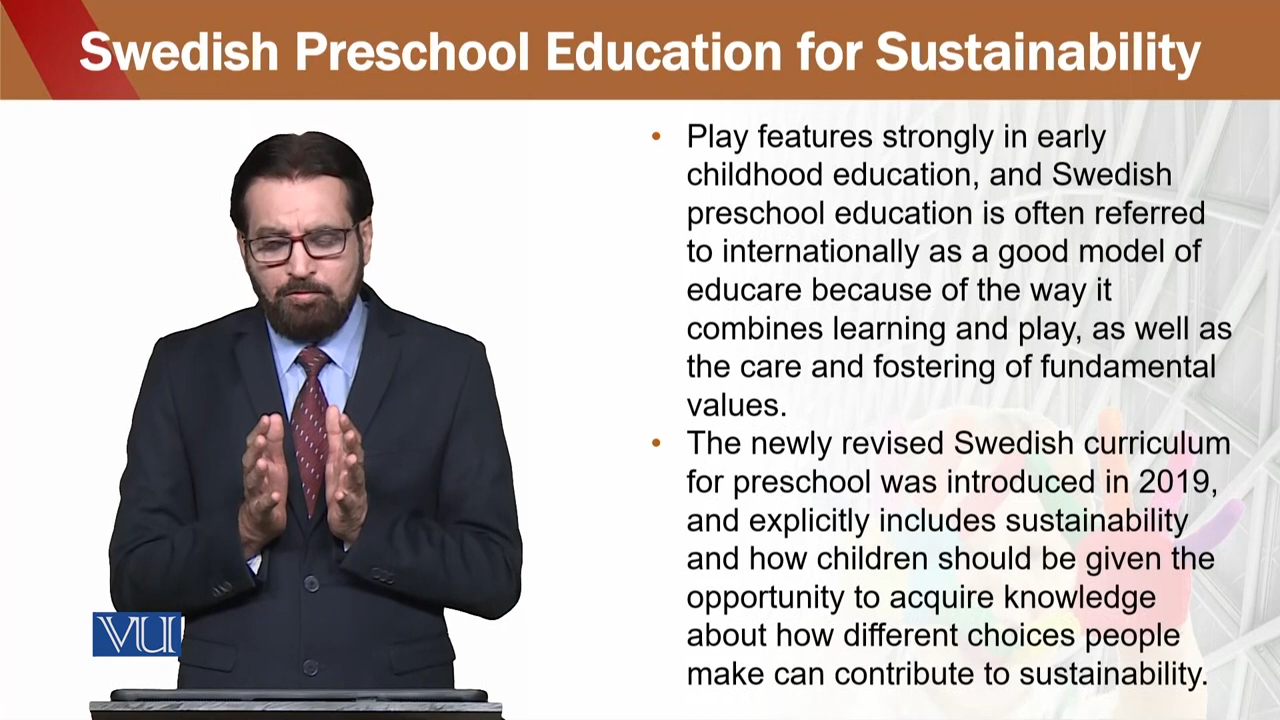 Swedish Preschool Education for Sustainability
• Play features strongly in early
childhood education, and Swedish
preschool education is often referred
to internationally as a good model of
educare because of the way it
combines learning and play, as well as
the care and fostering of fundamental
values.
• The newly revised Swedish curriculum
for preschool was introduced in 2019,
and explicitly includes sustainability
and how children should be given the
opportunity to acquire knowledge
about how different choices people
make can contribute to sustainability.
VU